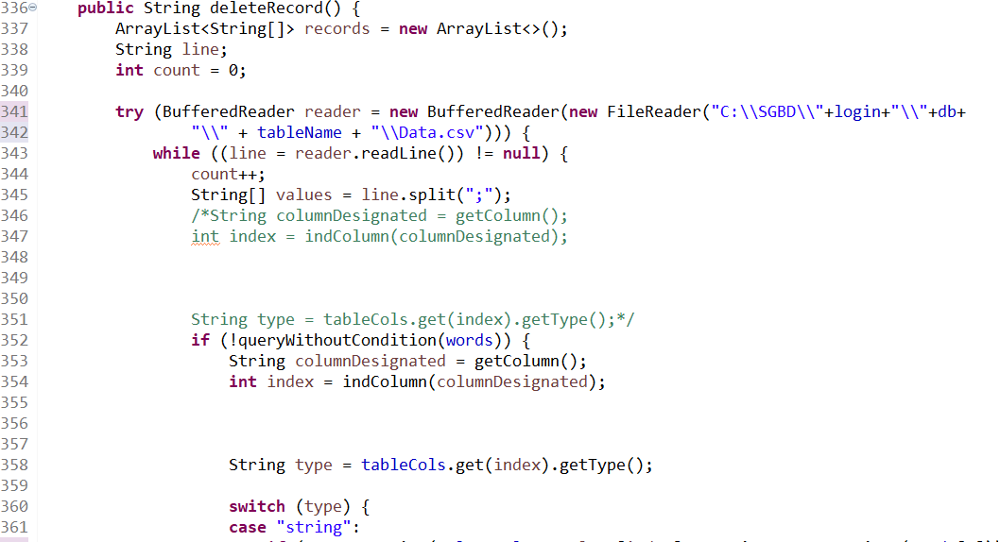 336 public String deleteRecord() {
337 ArrayList<String[]> records = new ArrayList<>();
338 String line;
339 int count = 0;
340
341 try (BufferedReader reader = new BufferedReader(new FileReader("C:\\SGBD\\"+login+"\\"+db+
342 "\\" + tableName + "\\Data.csv"))) {
343 while ((line = reader.readLine()) != null) {
344 count++;
345 String[] values = line.split(";");
346 /*String columnDesignated = getColumn();
347 int index = indColumn(columnDesignated);
348
349
350
351 String type = tableCols.get(index).getType();*/
352 if (!queryWithoutCondition(words)) {
353 String columnDesignated = getColumn();
354 int index = indColumn(columnDesignated);
355
356
357
358 String type = tableCols.get(index).getType();
359
360 switch (type) {
361 case "string":